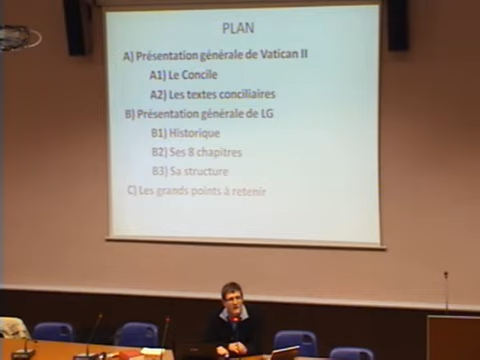 PLAN
A) Présentation générale de Vatican II
A1) Le Concile
A2) Les textes conciliaires
B) Présentation générale de LG
B1) Historique
B2) Ses 8 chapitres
B3) Sa structure
C) Les grands points à retenir